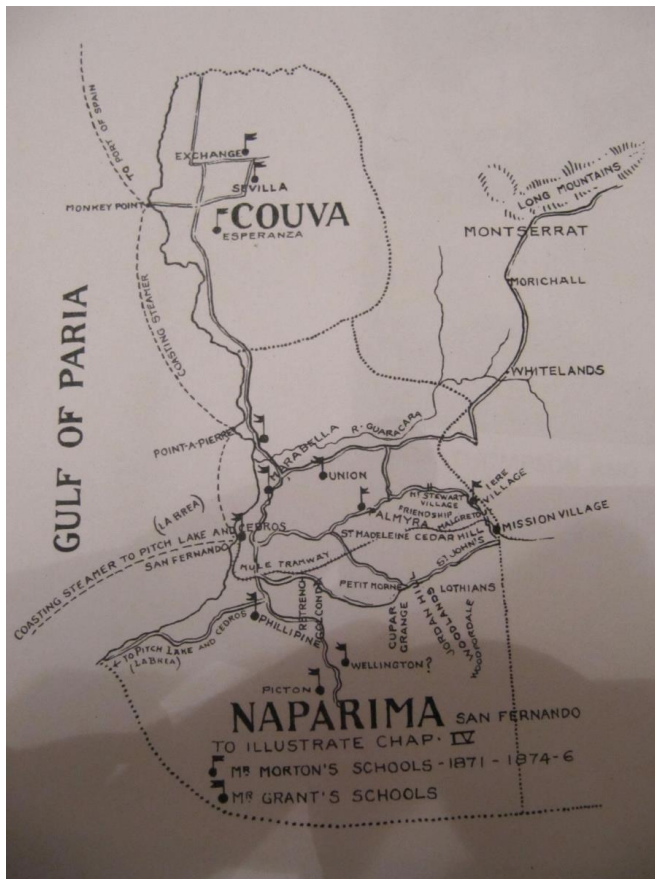 TO PORT OF SPAIN
EXCHANGE
SEVILLA
MONKEY POINT
COUVA
ESPERANZA
LONG MOUNTAINS
MONTSERRAT
MORICHALL
COASTING STEAMER
GULF OF PARIA
WHITELANDS
POINT-A-PIERRE
MARABELLA
R. GUARACARA
UNION
IERE
VILLAGE
MT STEWART
VILLAGE
PALMYRA
FRIENDSHIP
MALGRETO
MISSION VILLAGE
(LA BREA)
COASTING STEAMER TO PITCH LAKE AND CEDROS
SAN FERNANDO
ST MADELEINE
CEDAR HILL
ST JOHN'S
MULE TRAMWAY
PETIT MORNE
LOTHIANS
RETRENCH
GOLCONDA
CUPAR
GRANGE
JORDAN HILL
WOODLANDS
PHILLIPINE
TO PITCH LAKE AND CEDROS
(LA BREA)
WELLINGTON?
PICTON
NAPARIMA
SAN FERNANDO
TO ILLUSTRATE CHAP. IV
MR MORTON'S SCHOOLS - 1871 - 1874-6
MR GRANT'S SCHOOLS